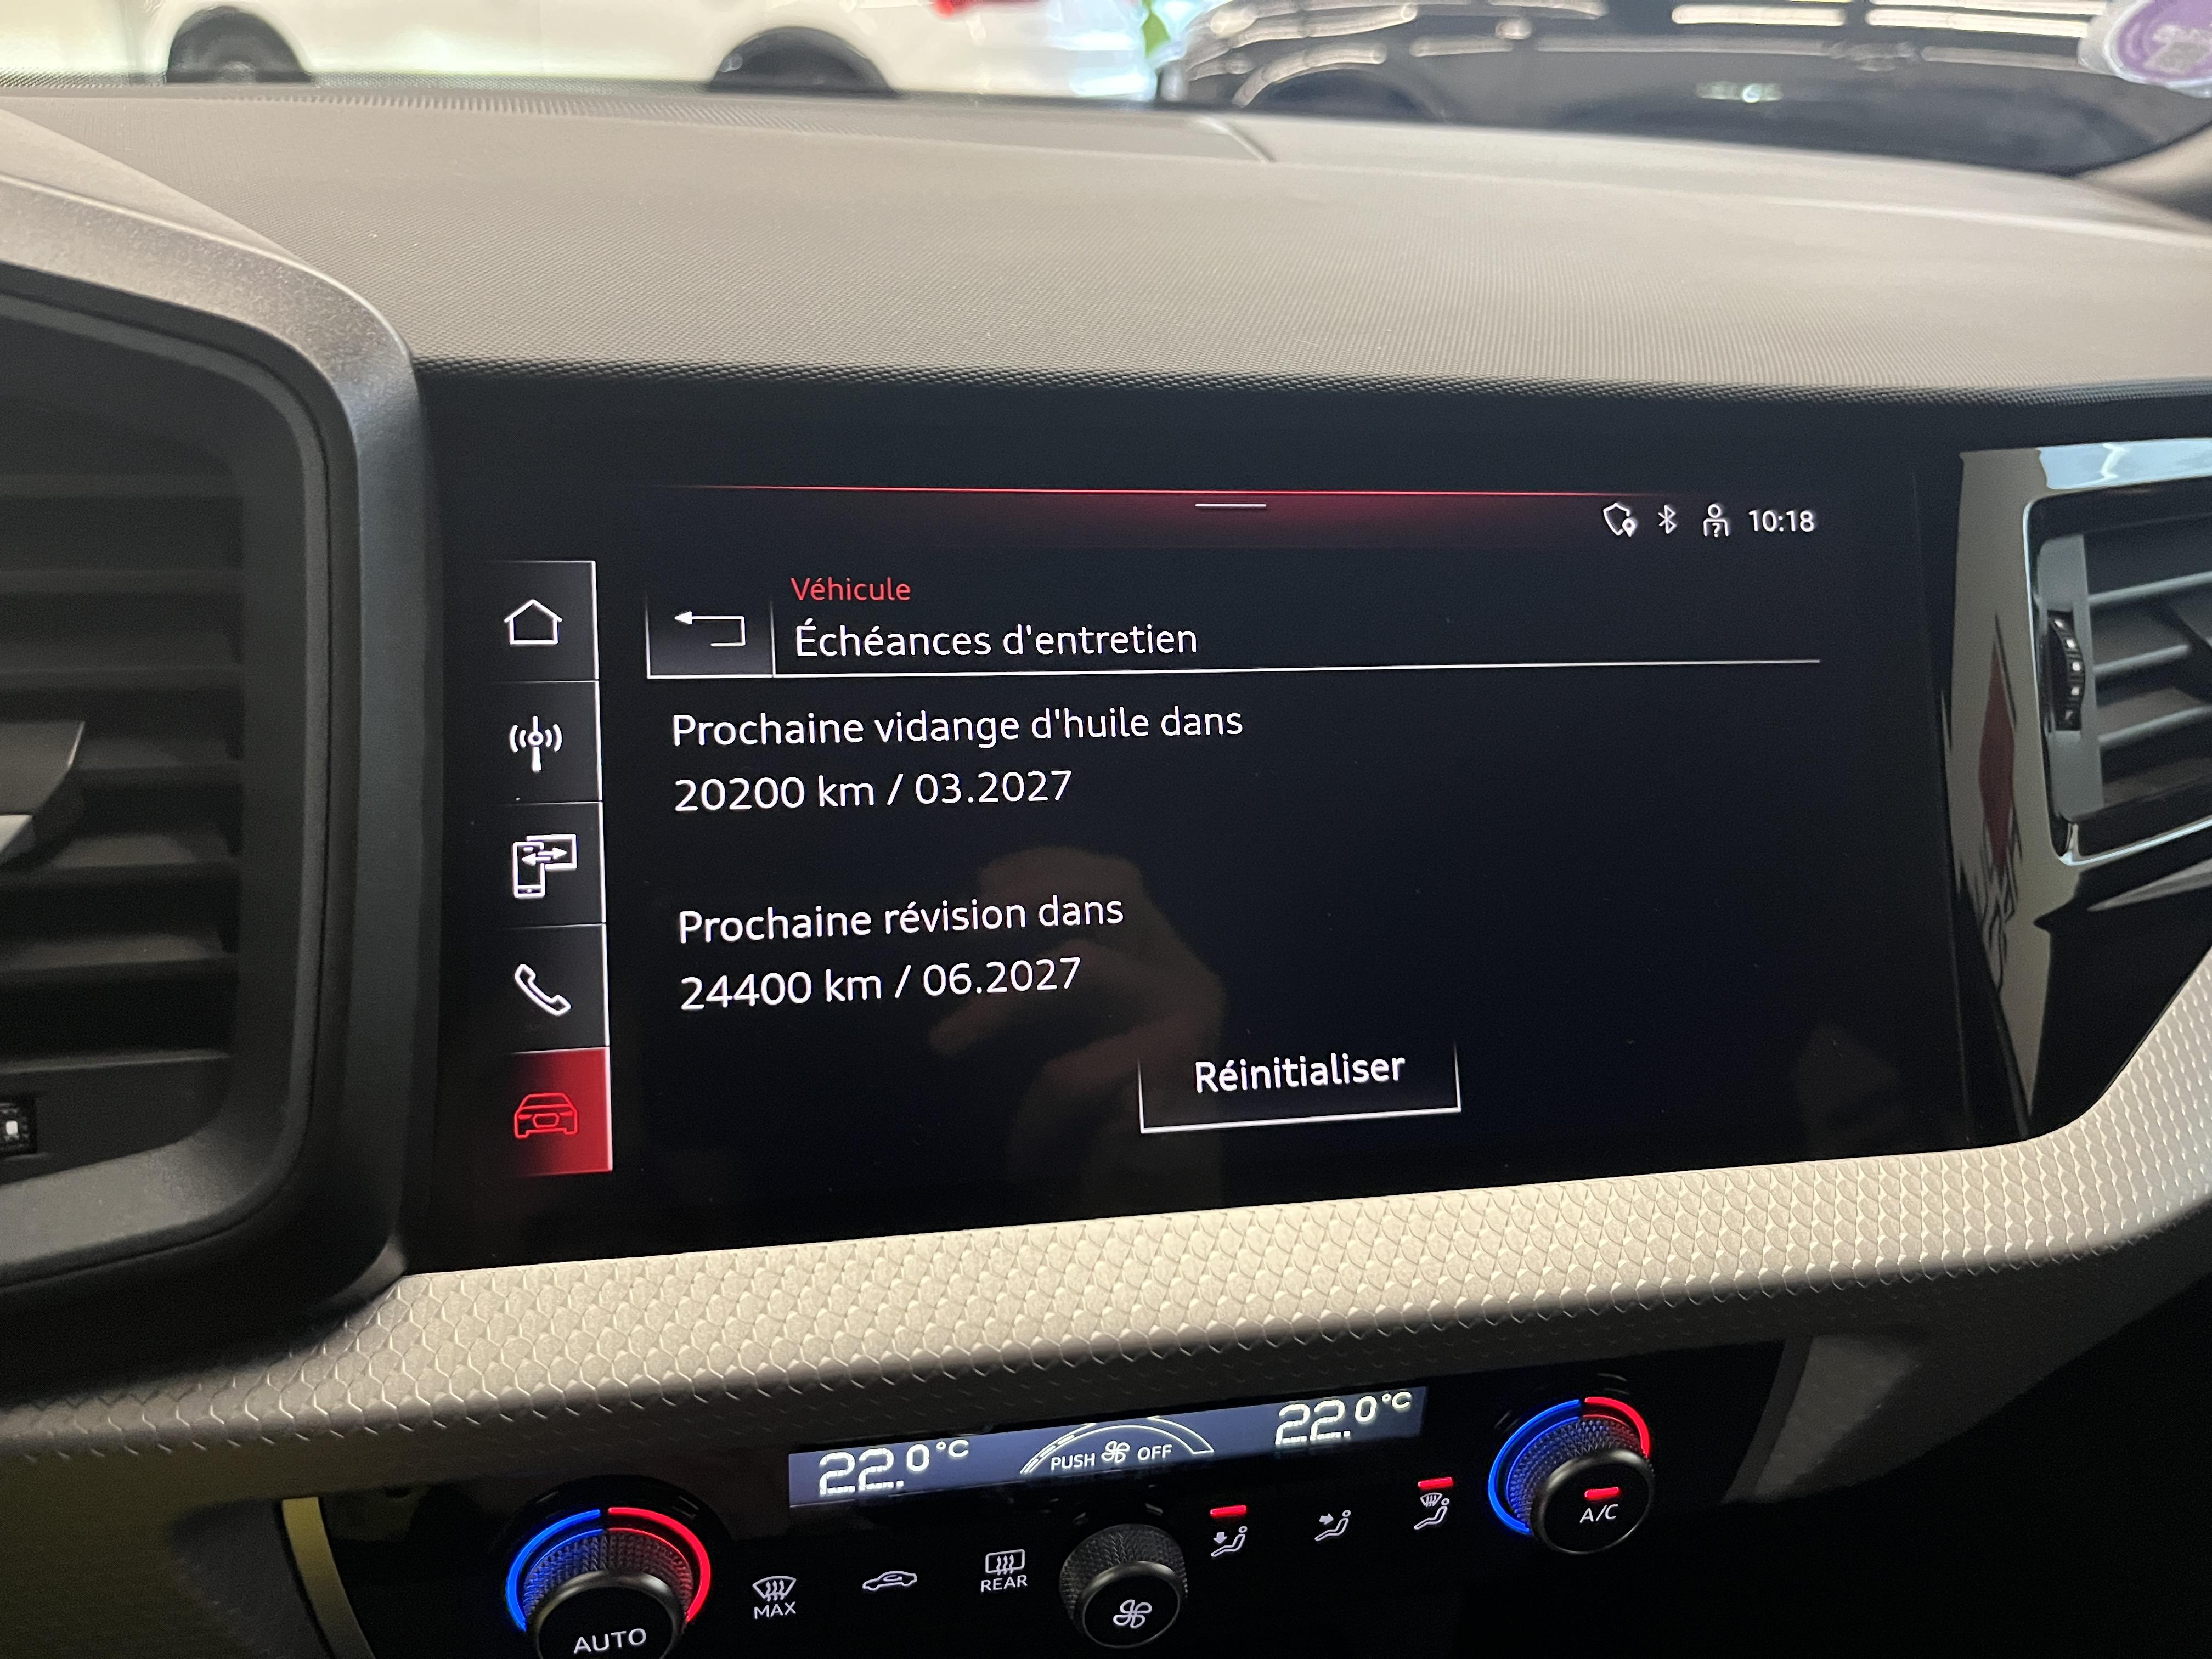 10:18
Véhicule
Échéances d'entretien
Prochaine vidange d'huile dans
20200 km / 03.2027
Prochaine révision dans
24400 km / 06.2027
Réinitialiser
22.0°C
PUSH OFF
22.0°C
A/C
REAR
MAX
AUTO